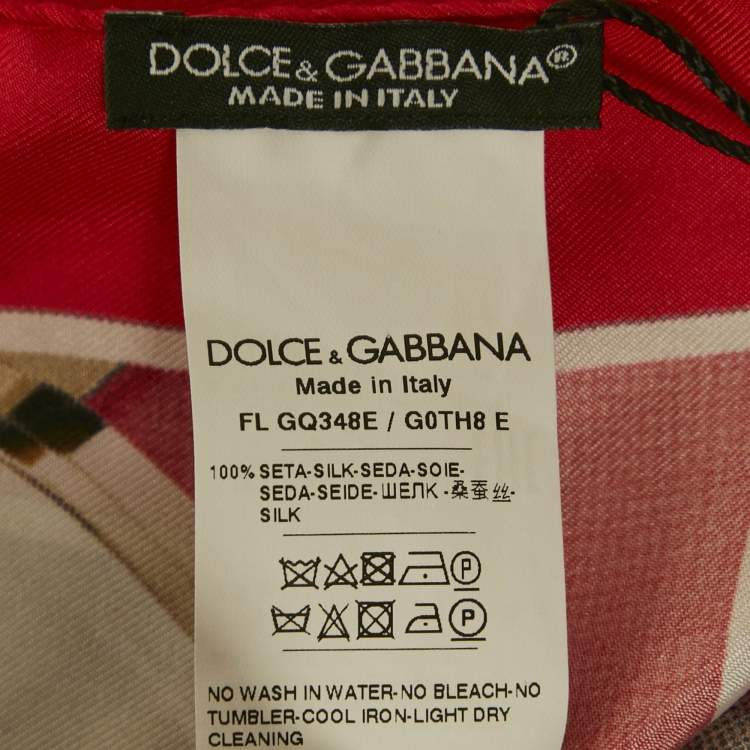 DOLCE & GABBANA®
MADE IN ITALY
DOLCE & GABBANA
Made in Italy
FL GQ348E / G0TH8 E
100% SETA-SILK-SEDA-SOIE-
SEDA-SEIDE-ШЕЛК-桑蚕丝-
SILK
P
P
NO WASH IN WATER-NO BLEACH-NO
TUMBLER-COOL IRON-LIGHT DRY
CLEANING